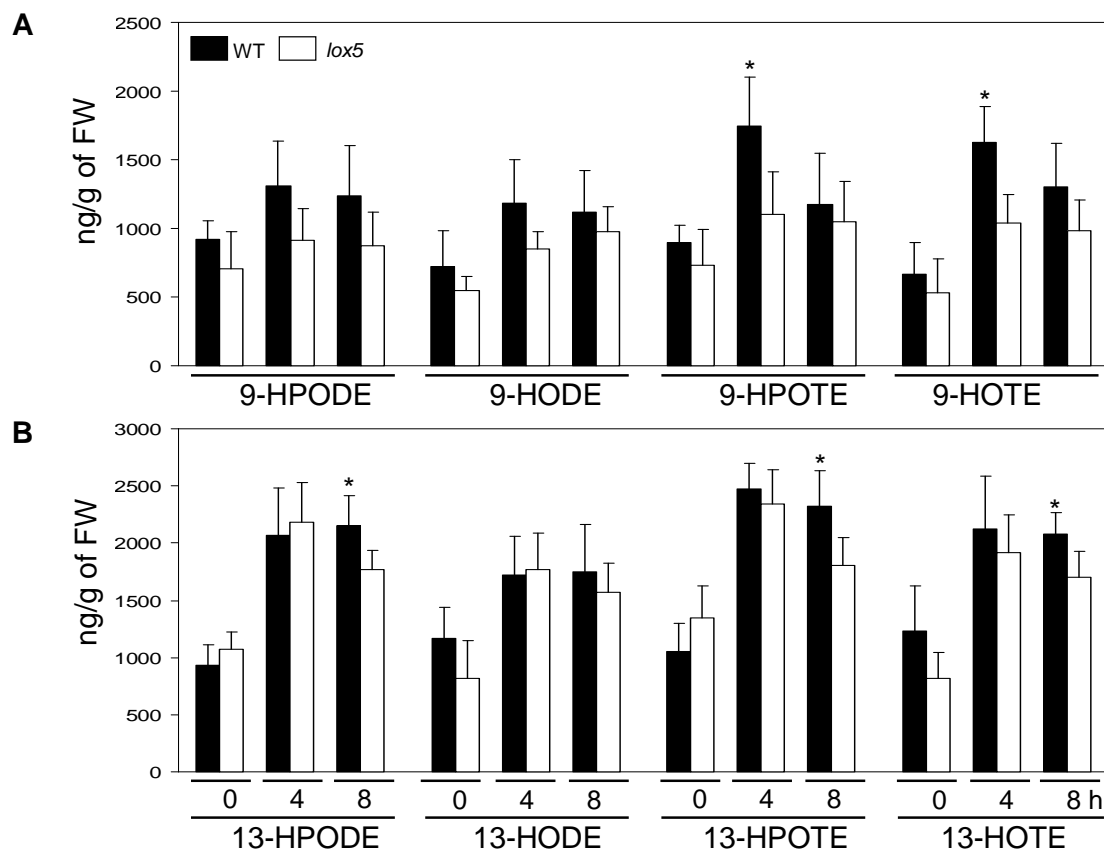 A
2500
2000
1500
1000
500
0
ng/g of FW
WT lox5
* *
9-HPODE 9-HODE 9-HPOTE 9-HOTE
B
3000
2500
2000
1500
1000
500
0
ng/g of FW
* * *
0 4 8 0 4 8 0 4 8 0 4 8 h
13-HPODE 13-HODE 13-HPOTE 13-HOTE